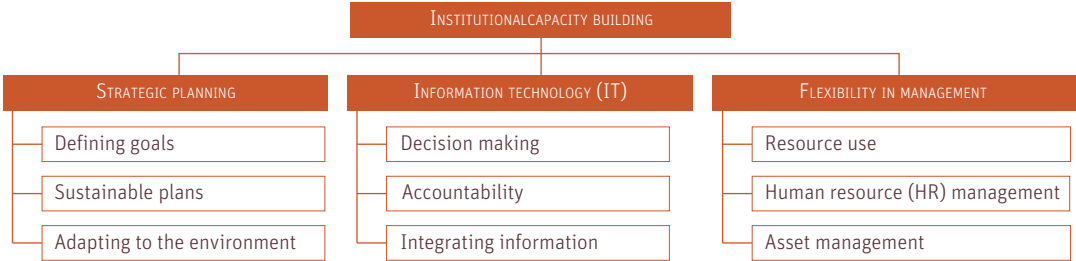 INSTITUTIONALCAPACITY BUILDING
STRATEGIC PLANNING
Defining goals
Sustainable plans
Adapting to the environment
INFORMATION TECHNOLOGY (IT)
Decision making
Accountability
Integrating information
FLEXIBILITY IN MANAGEMENT
Resource use
Human resource (HR) management
Asset management